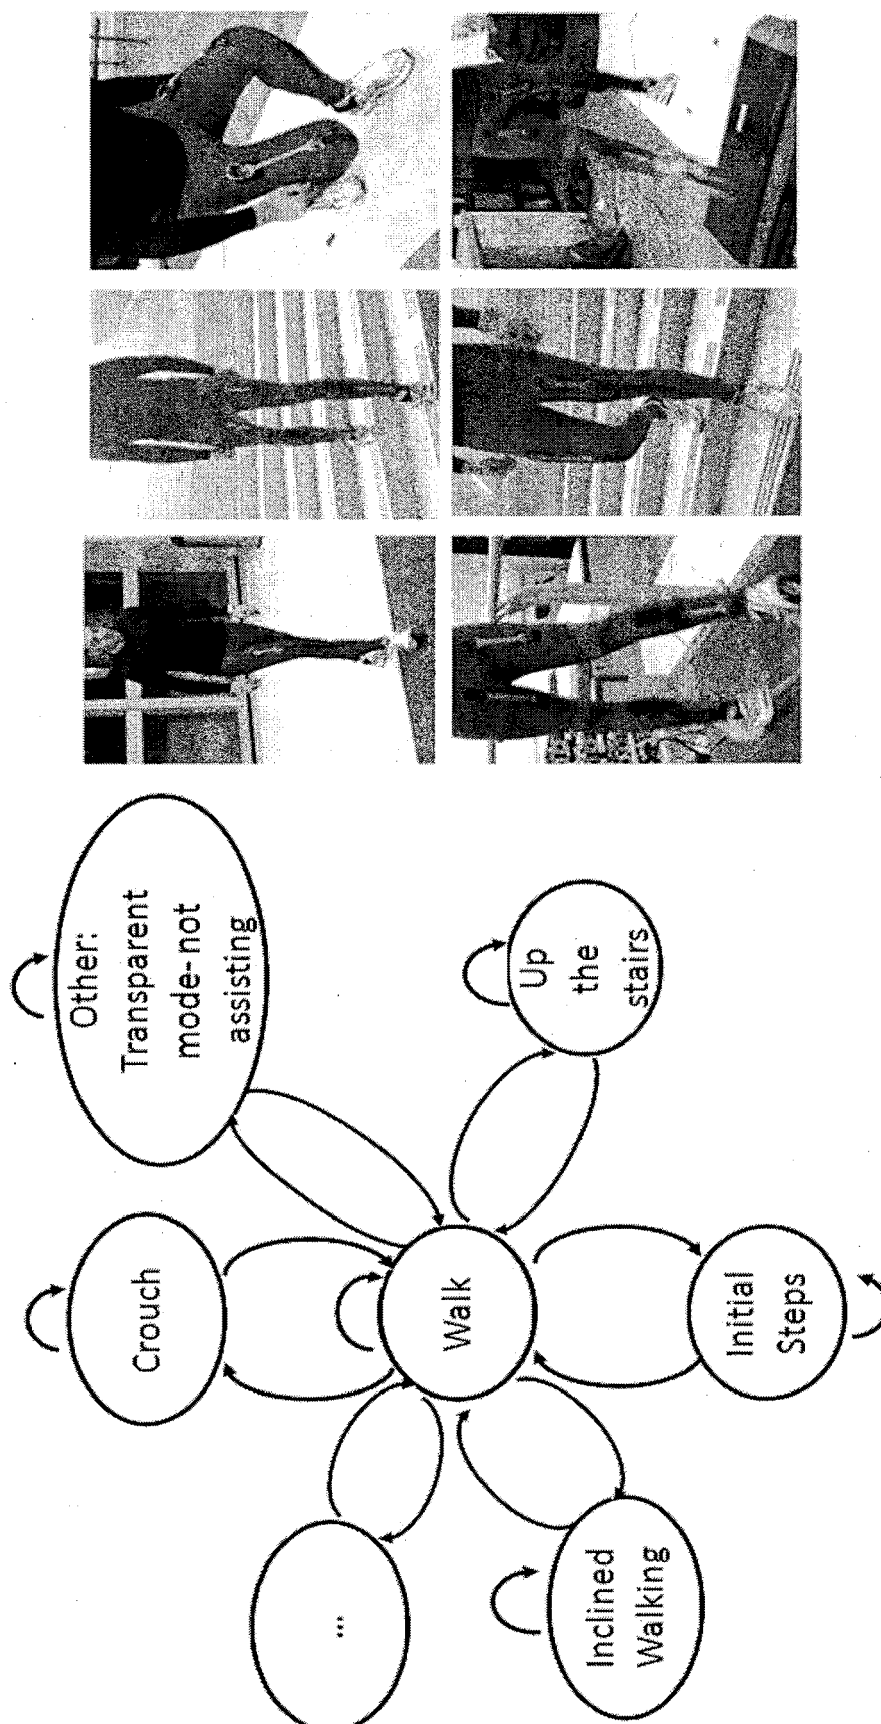 Other:
Transparent
mode-not
assisting
Crouch
...
Walk
Up
the
stairs
Inclined
Walking
Initial
Steps